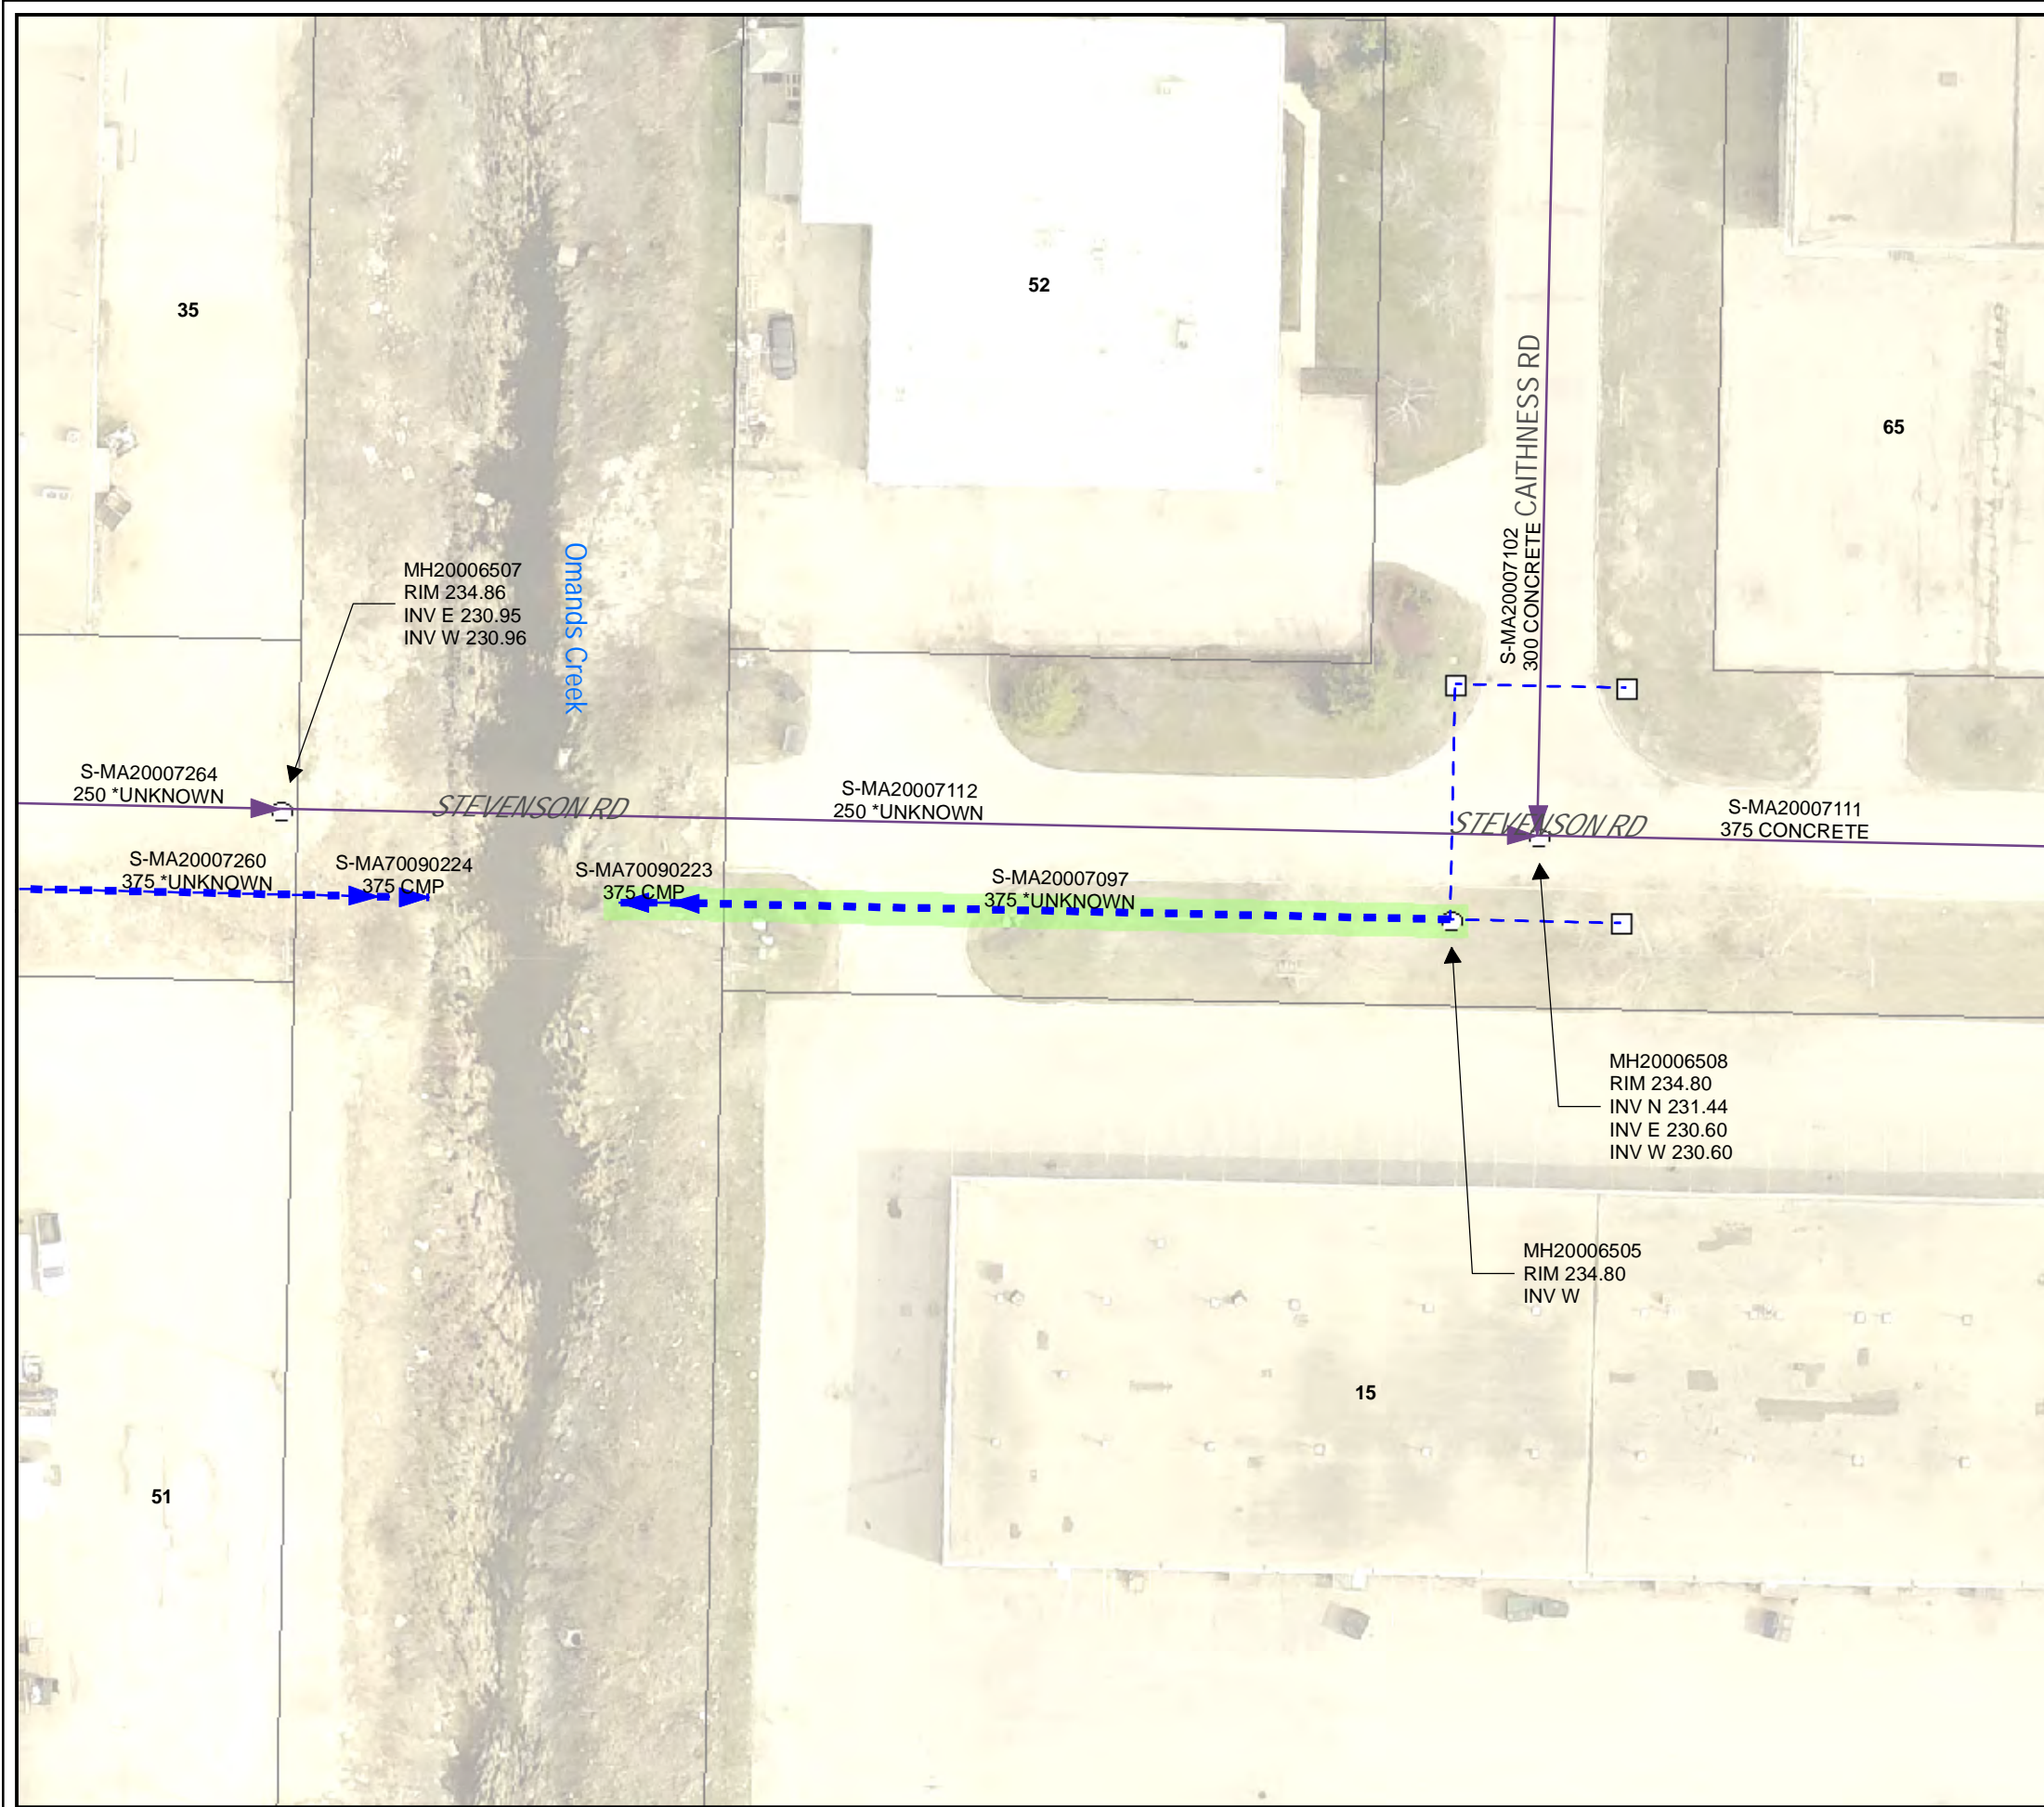 52
35
65
CAITHNESS RD
S-MA20007102
300 CONCRETE
Omands Creek
MH20006507
RIM 234.86
INV E 230.95
INV W 230.96
S-MA20007264
250 *UNKNOWN
STEVENSON RD
S-MA20007112
250 *UNKNOWN
STEVENSON RD
S-MA20007111
375 CONCRETE
S-MA20007260
375 *UNKNOWN
S-MA70090224
375 CMP
S-MA70090223
375 CMP
S-MA20007097
375 *UNKNOWN
MH20006508
RIM 234.80
INV N 231.44
INV E 230.60
INV W 230.60
MH20006505
RIM 234.80
INV W
15
51